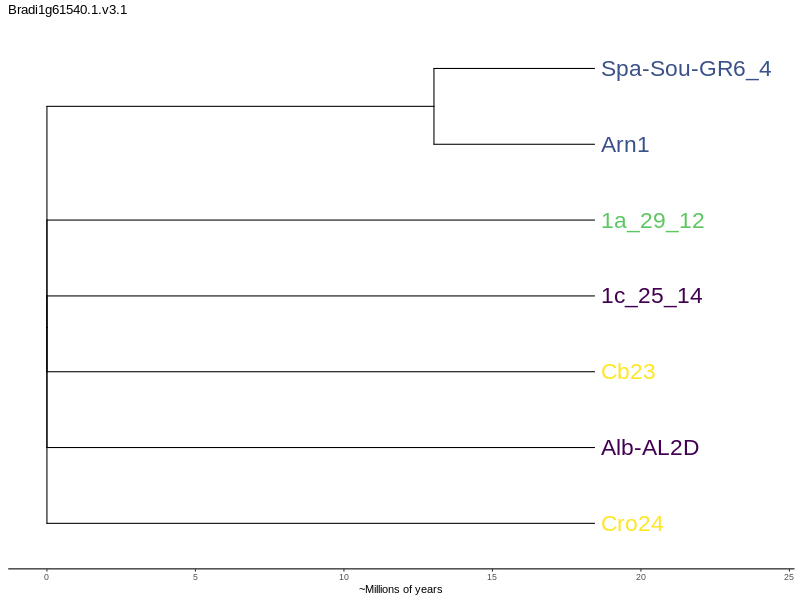 Bradi1g61540.1.v3.1
Spa-Sou-GR6_4
Arn1
1a_29_12
1c_25_14
Cb23
Alb-AL2D
Cro24
0 5 10 15 20 25
~Millions of years